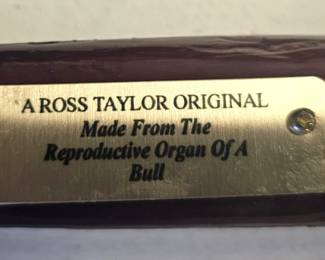 A ROSS TAYLOR ORIGINAL
Made From The
Reproductive Organ Of A
Bull